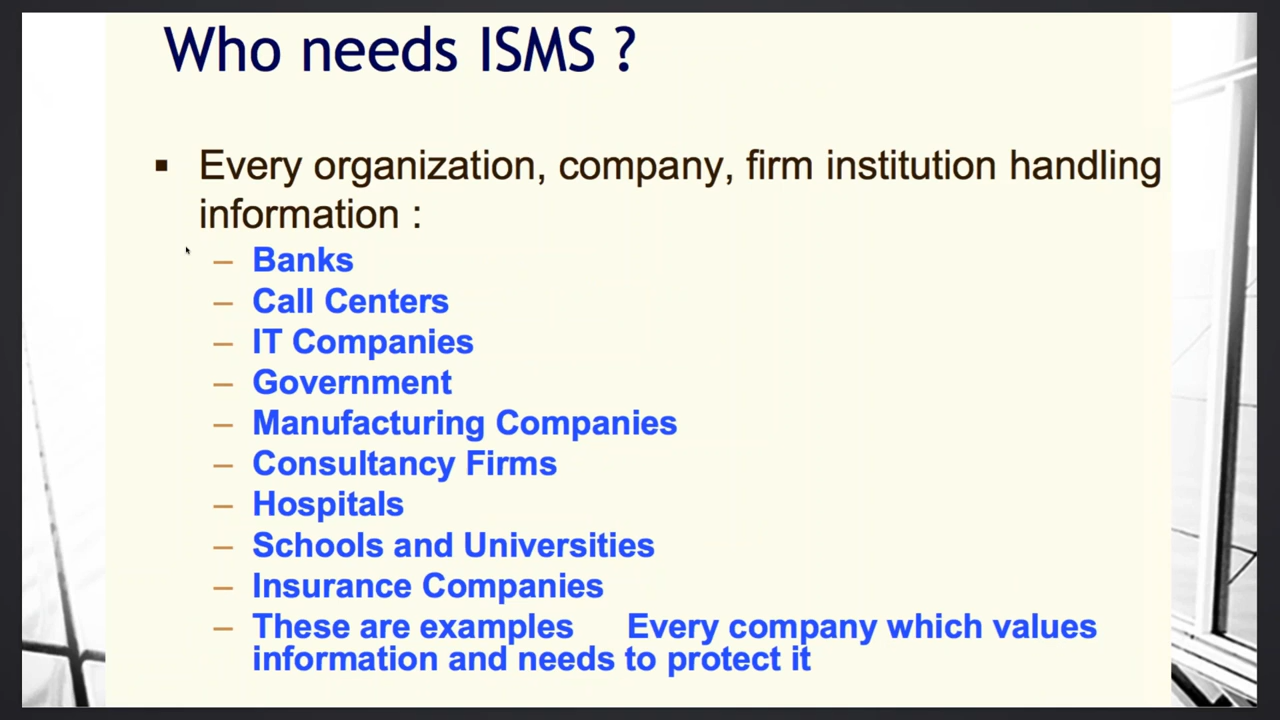 Who needs ISMS ?
▪ Every organization, company, firm institution handling
information :
– Banks
– Call Centers
– IT Companies
– Government
– Manufacturing Companies
– Consultancy Firms
– Hospitals
– Schools and Universities
– Insurance Companies
– These are examples Every company which values
information and needs to protect it